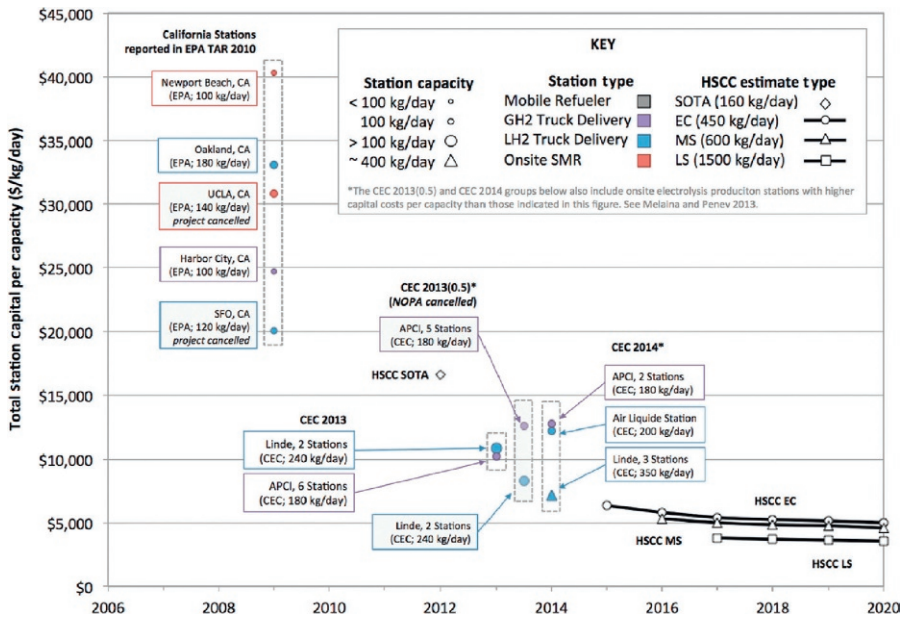 $45,000
$40,000
$35,000
$30,000
$25,000
$20,000
$15,000
$10,000
$5,000
$0
Total Station capital per capacity ($/kg/day)
2006
2008
2010
2012
2014
2016
2018
2020
California Stations
reported in EPA TAR 2010
Newport Beach, CA
(EPA; 100 kg/day)
Oakland, CA
(EPA; 180 kg/day)
UCLA, CA
(EPA; 140 kg/day)
project cancelled
Harbor City, CA
(EPA; 100 kg/day)
SFO, CA
(EPA; 120 kg/day)
project cancelled
KEY
Station capacity
< 100 kg/day
100 kg/day
> 100 kg/day
~ 400 kg/day
Station type
Mobile Refueler
GH2 Truck Delivery
LH2 Truck Delivery
Onsite SMR
HSCC estimate type
SOTA (160 kg/day)
EC (450 kg/day)
MS (600 kg/day)
LS (1500 kg/day)
*The CEC 2013(0.5) and CEC 2014 groups below also include onsite electrolysis produciton stations with higher
capital costs per capacity than those indicated in this figure. See Melaina and Penev 2013.
CEC 2013(0.5)*
(NOPA cancelled)
APCI, 5 Stations
(CEC; 180 kg/day)
HSCC SOTA
CEC 2014*
APCI, 2 Stations
(CEC; 180 kg/day)
Air Liquide Station
(CEC; 200 kg/day)
Linde, 3 Stations
(CEC; 350 kg/day)
CEC 2013
Linde, 2 Stations
(CEC; 240 kg/day)
APCI, 6 Stations
(CEC; 180 kg/day)
Linde, 2 Stations
(CEC; 240 kg/day)
HSCC EC
HSCC MS
HSCC LS